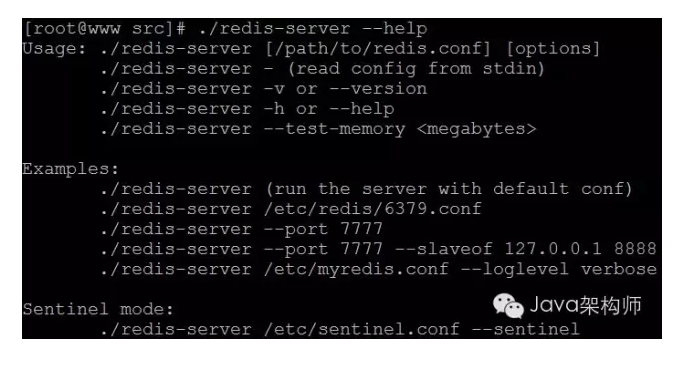 [root@www src]# ./redis-server --help
Usage: ./redis-server [/path/to/redis.conf] [options]
       ./redis-server - (read config from stdin)
       ./redis-server -v or --version
       ./redis-server -h or --help
       ./redis-server --test-memory <megabytes>

Examples:
       ./redis-server (run the server with default conf)
       ./redis-server /etc/redis/6379.conf
       ./redis-server --port 7777
       ./redis-server --port 7777 --slaveof 127.0.0.1 8888
       ./redis-server /etc/myredis.conf --loglevel verbose

Sentinel mode:
Java架构师
       ./redis-server /etc/sentinel.conf --sentinel